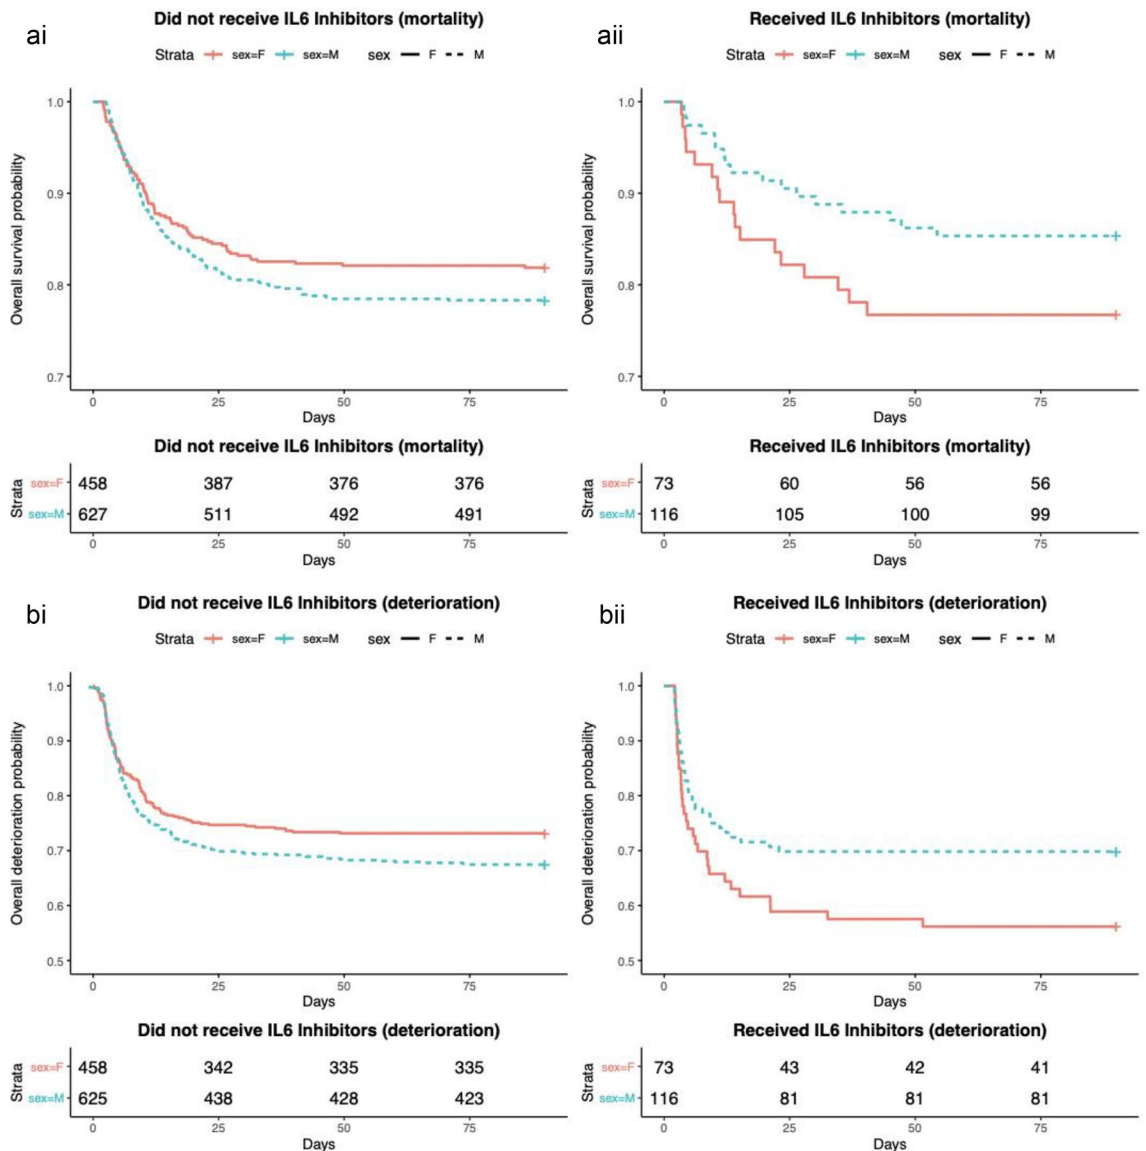 ai
Did not receive IL6 Inhibitors (mortality)
Strata sex=F sex=M sex F M
Overall survival probability
1.0
0.9
0.8
0.7
0 25 50 75
Days
Did not receive IL6 Inhibitors (mortality)
Strata
sex=F 458 387 376 376
sex=M 627 511 492 491
0 25 50 75
Days
aii
Received IL6 Inhibitors (mortality)
Strata sex=F sex=M sex F M
Overall survival probability
1.0
0.9
0.8
0.7
0 25 50 75
Days
Received IL6 Inhibitors (mortality)
Strata
sex=F 73 60 56 56
sex=M 116 105 100 99
0 25 50 75
Days
bi
Did not receive IL6 Inhibitors (deterioration)
Strata sex=F sex=M sex F M
Overall deterioration probability
1.0
0.9
0.8
0.7
0.6
0.5
0 25 50 75
Days
Did not receive IL6 Inhibitors (deterioration)
Strata
sex=F 458 342 335 335
sex=M 625 438 428 423
0 25 50 75
Days
bii
Received IL6 Inhibitors (deterioration)
Strata sex=F sex=M sex F M
Overall deterioration probability
1.0
0.9
0.8
0.7
0.6
0.5
0 25 50 75
Days
Received IL6 Inhibitors (deterioration)
Strata
sex=F 73 43 42 41
sex=M 116 81 81 81
0 25 50 75
Days